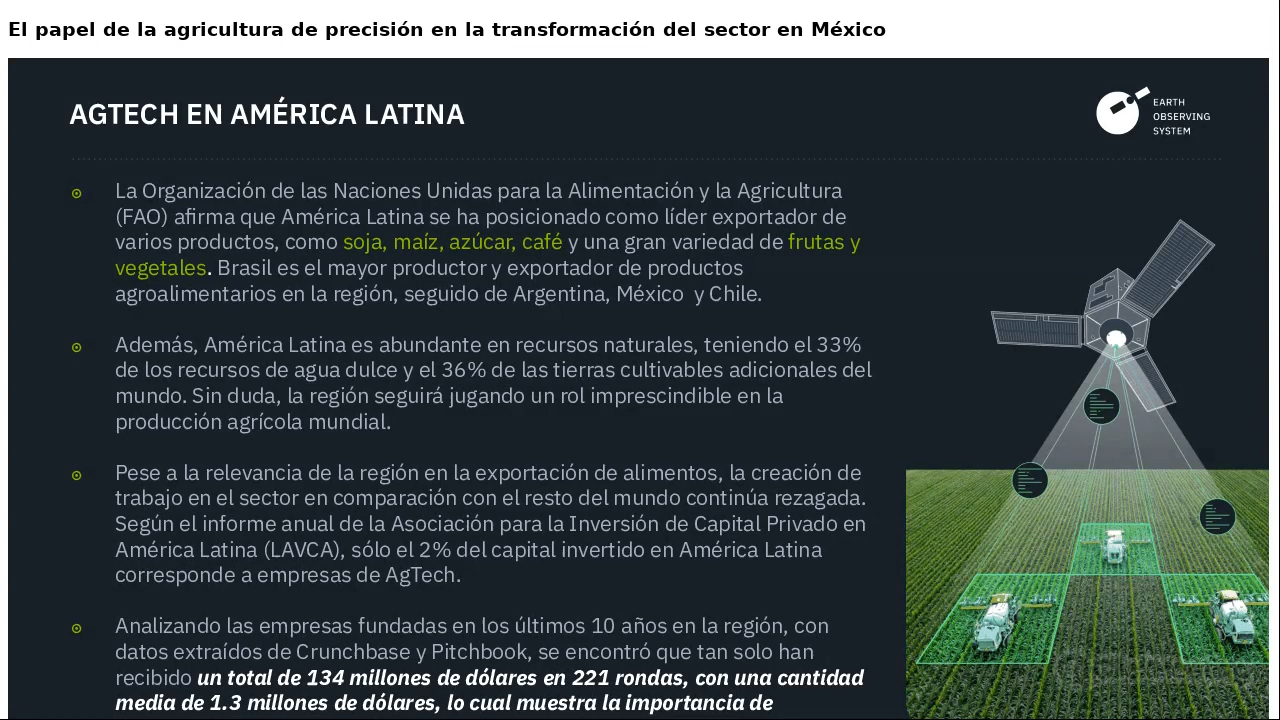 El papel de la agricultura de precisión en la transformación del sector en México
AGTECH EN AMÉRICA LATINA
EARTH
OBSERVING
SYSTEM
La Organización de las Naciones Unidas para la Alimentación y la Agricultura
(FAO) afirma que América Latina se ha posicionado como líder exportador de
varios productos, como soja, maíz, azúcar, café y una gran variedad de frutas y
vegetales. Brasil es el mayor productor y exportador de productos
agroalimentarios en la región, seguido de Argentina, México y Chile.
Además, América Latina es abundante en recursos naturales, teniendo el 33%
de los recursos de agua dulce y el 36% de las tierras cultivables adicionales del
mundo. Sin duda, la región seguirá jugando un rol imprescindible en la
producción agrícola mundial.
Pese a la relevancia de la región en la exportación de alimentos, la creación de
trabajo en el sector en comparación con el resto del mundo continúa rezagada.
Según el informe anual de la Asociación para la Inversión de Capital Privado en
América Latina (LAVCA), sólo el 2% del capital invertido en América Latina
corresponde a empresas de AgTech.
Analizando las empresas fundadas en los últimos 10 años en la región, con
datos extraídos de Crunchbase y Pitchbook, se encontró que tan solo han
recibido un total de 134 millones de dólares en 221 rondas, con una cantidad
media de 1.3 millones de dólares, lo cual muestra la importancia de